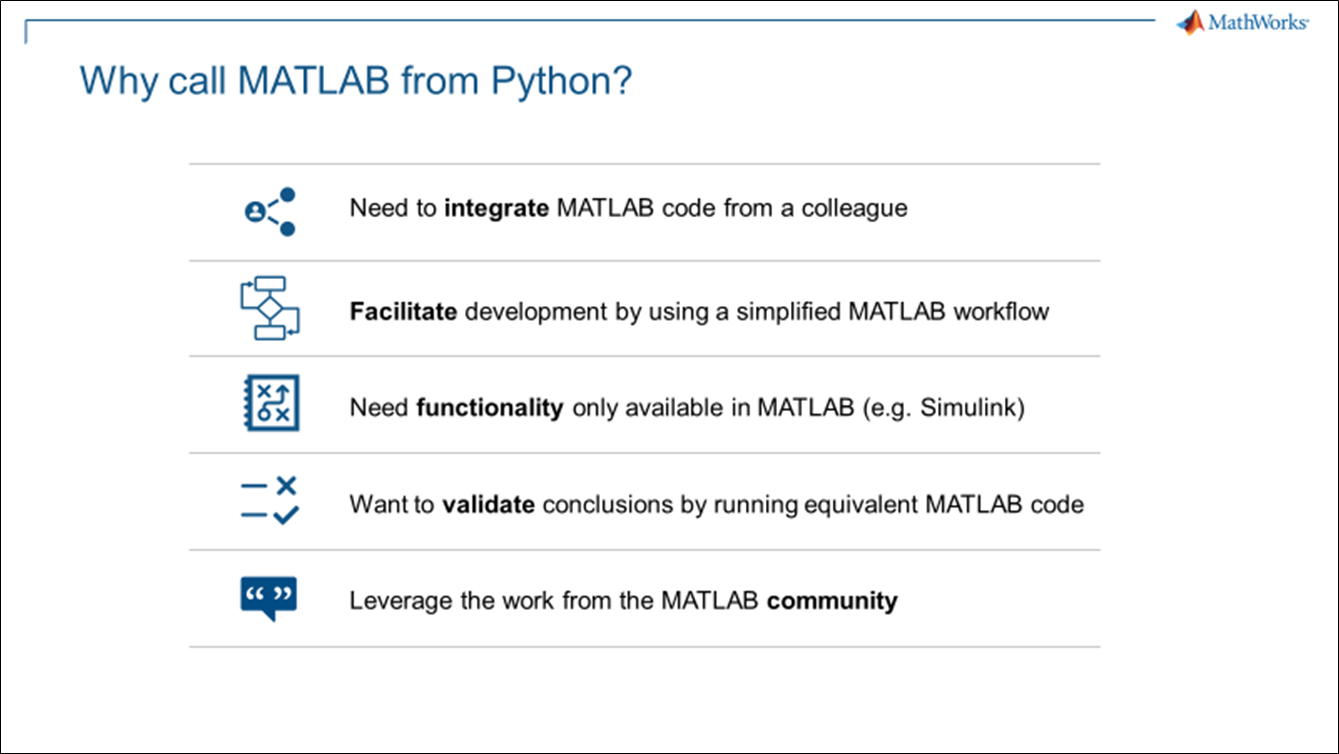 MathWorks®
Why call MATLAB from Python?
Need to integrate MATLAB code from a colleague
Facilitate development by using a simplified MATLAB workflow
Need functionality only available in MATLAB (e.g. Simulink)
Want to validate conclusions by running equivalent MATLAB code
“ ”
Leverage the work from the MATLAB community